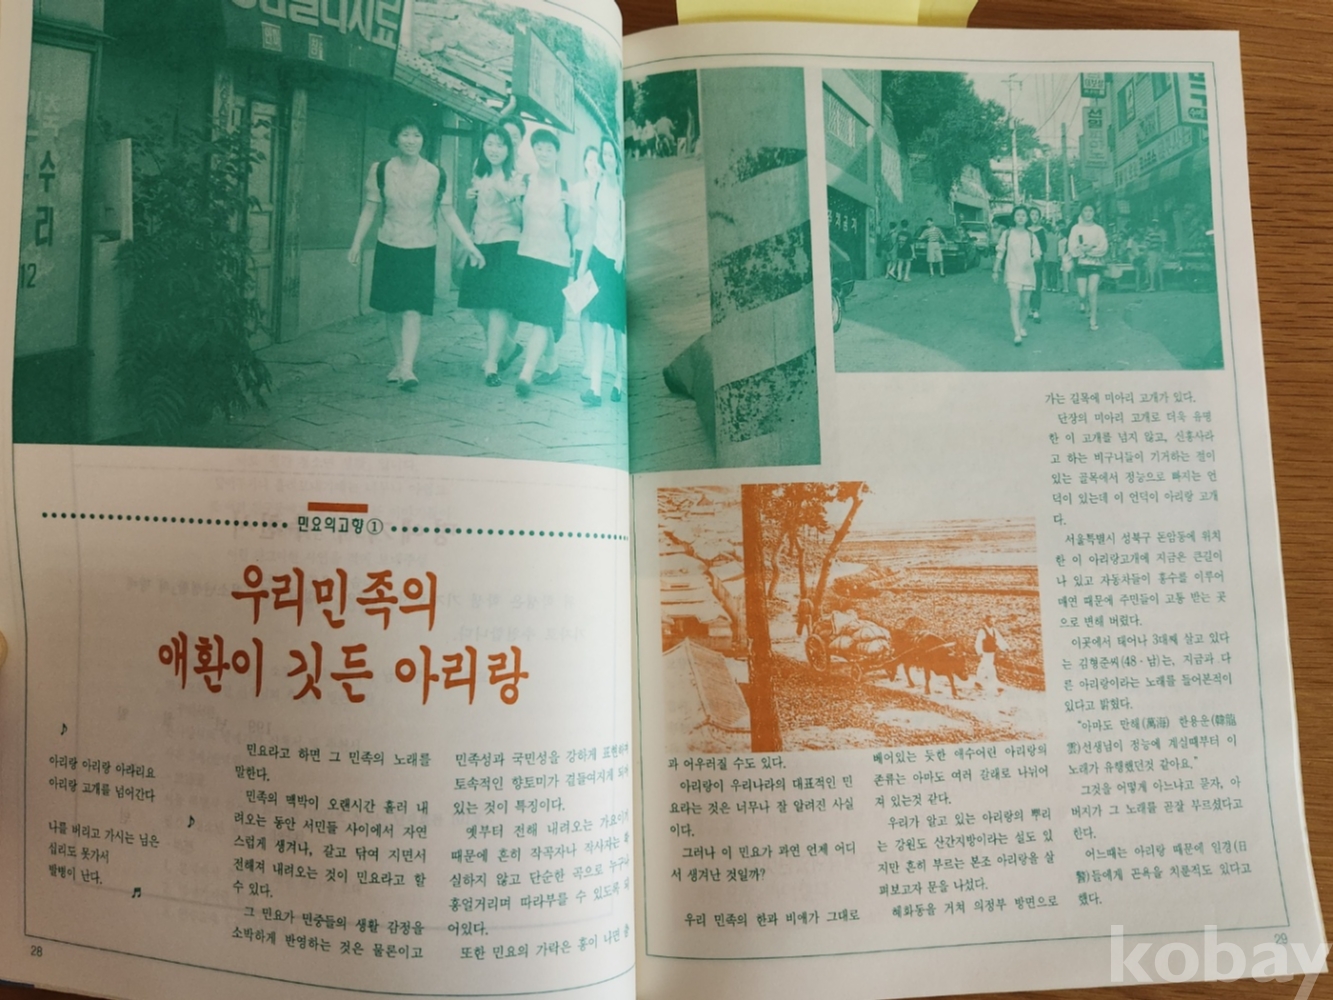 수
리
12
민요의고향①
우리민족의
애환이 깃든 아리랑
아리랑 아리랑 아라리요
아리랑 고개를 넘어간다
나를 버리고 가시는 님은
십리도 못가서
발병이 난다.
민요라고 하면 그 민족의 노래를
말한다.
민족의 맥박이 오랜시간 흘러 내
려오는 동안 서민들 사이에서 자연
스럽게 생겨나, 갈고 닦여 지면서
전해져 내려오는 것이 민요라고 할
수 있다.
그 민요가 민중들의 생활 감정을
소박하게 반영하는 것은 물론이고
민족성과 국민성을 강하게 표현하며
토속적인 향토미가 곁들여지게 되
있는 것이 특징이다.
옛부터 전해 내려오는 가요이기
때문에 흔히 작곡자나 작사자는 확
실하지 않고 단순한 곡으로 누구나
흥얼거리며 따라부를 수 있도록 되
어있다.
또한 민요의 가락은 흥이 나면
28
과 어우러질 수도 있다.
아리랑이 우리나라의 대표적인 민
요라는 것은 너무나 잘 알려진 사실
이다.
그러나 이 민요가 과연 언제 어디
서 생겨난 것일까?
우리 민족의 한과 비애가 그대로
베어있는 듯한 애수어린 아리랑의
존류는 아마도 여러 갈래로 나뉘어
져 있는것 같다.
우리가 알고 있는 아리랑의 뿌리
는 강원도 산간지방이라는 설도 있
지만 흔히 부르는 본조 아리랑을 살
펴보고자 문을 나섰다.
혜화동을 거쳐 의정부 방면으로
가는 길목에 미아리 고개가 있다.
단장의 미아리 고개로 더욱 유명
한 이 고개를 넘지 않고, 신흥사라
고 하는 비구니들이 기거하는 절이
있는 골목에서 정능으로 빠지는 언
덕이 있는데 이 언덕이 아리랑 고개
다.
서울특별시 성북구 돈암동에 위치
한 이 아리랑고개에 지금은 큰길이
나 있고 자동차들이 홍수를 이루어
매연 때문에 주민들이 고통 받는 곳
으로 변해 버렸다.
이곳에서 태어나 3대째 살고 있다
는 김형준씨(48·남)는, 지금과 다
른 아리랑이라는 노래를 들어본적이
있다고 밝혔다.
"아마도 만해(萬海) 한용운(韓龍
雲)선생님이 정능에 계실때부터 이
노래가 유행했던것 같아요."
그것을 어떻게 아느냐고 묻자, 아
버지가 그 노래를 곧잘 부르셨다고
한다.
어느때는 아리랑 때문에 일경(日
警)들에게 곤욕을 치룬적도 있다고
했다.
29
kobay